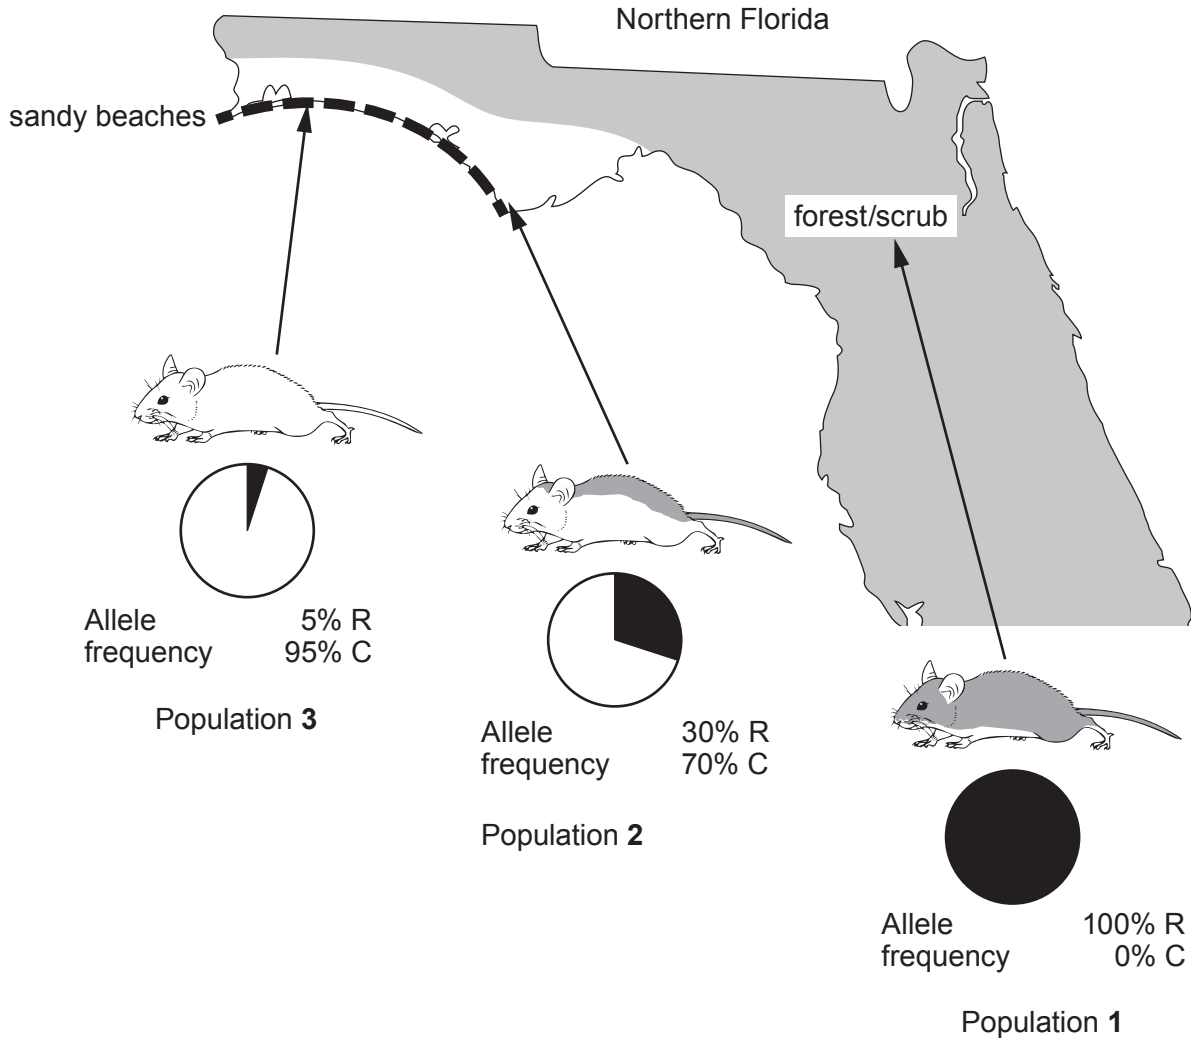 Northern Florida
sandy beaches
forest/scrub
Allele 5% R
frequency 95% C
Population 3
Allele 30% R
frequency 70% C
Population 2
Allele 100% R
frequency 0% C
Population 1